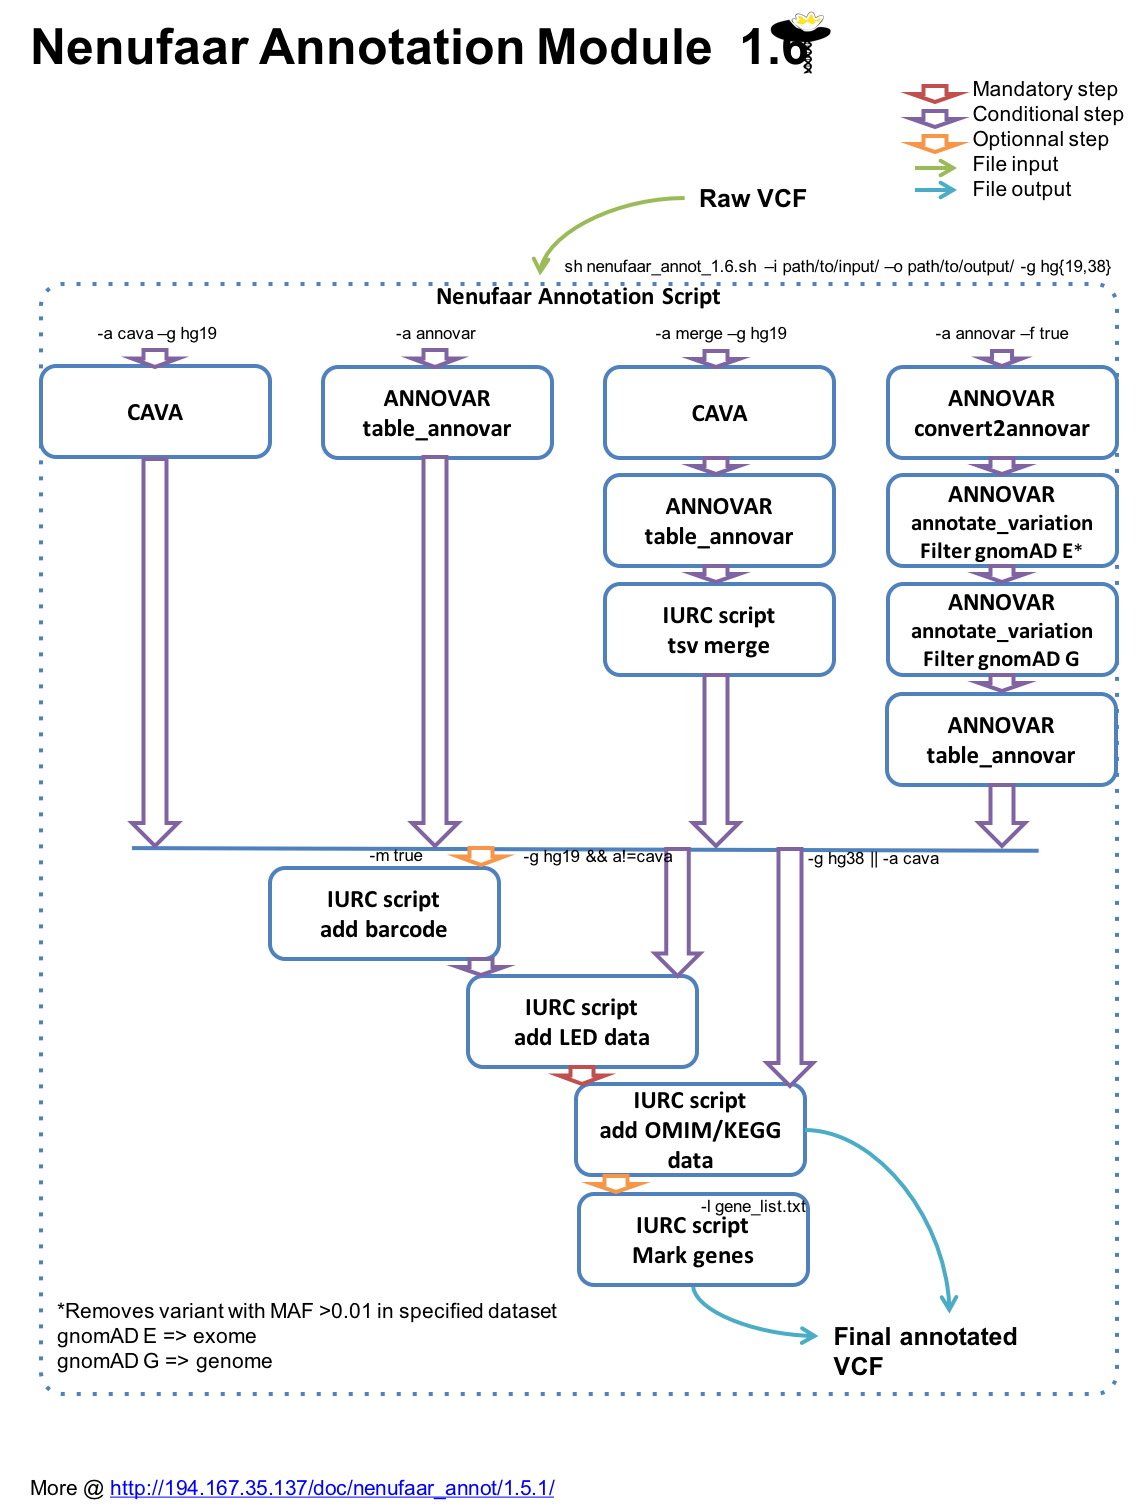 Nenufaar Annotation Module 1.6
Mandatory step
Conditional step
Optionnal step
File input
File output
Raw VCF
sh nenufaar_annot_1.6.sh –i path/to/input/ –o path/to/output/ -g hg{19,38}
Nenufaar Annotation Script
-a cava –g hg19
-a annovar
-a merge –g hg19
-a annovar –f true
CAVA
ANNOVAR
table_annovar
CAVA
ANNOVAR
convert2annovar
ANNOVAR
table_annovar
ANNOVAR
annotate_variation
Filter gnomAD E*
IURC script
tsv merge
ANNOVAR
annotate_variation
Filter gnomAD G
ANNOVAR
table_annovar
-m true
-g hg19 && a!=cava
-g hg38 || -a cava
IURC script
add barcode
IURC script
add LED data
IURC script
add OMIM/KEGG
data
-l gene_list.txt
IURC script
Mark genes
*Removes variant with MAF >0.01 in specified dataset
gnomAD E => exome
gnomAD G => genome
Final annotated
VCF
More @ http://194.167.35.137/doc/nenufaar_annot/1.5.1/